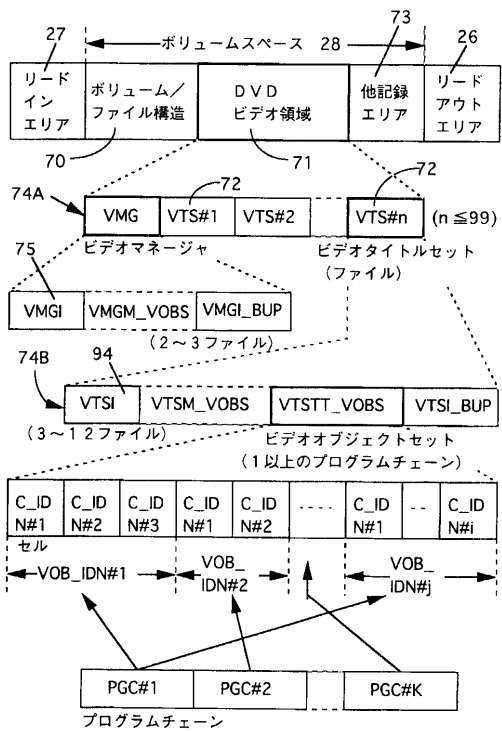 27
ボリュームスペース 28
73
26
リード
イン
エリア
ボリューム／
ファイル構造
DVD
ビデオ領域
他記録
エリア
リード
アウト
エリア
70
71
72
72
74A
VMG
VTS#1
VTS#2
VTS#n
(n ≦99)
ビデオマネージャ
ビデオタイトルセット
(ファイル)
75
VMGI
VMGM_VOBS
VMGI_BUP
(2〜3ファイル)
74B
94
VTSI
VTSM_VOBS
VTSTT_VOBS
VTSI_BUP
(3〜12ファイル)
ビデオオブジェクトセット
(1以上のプログラムチェーン)
C_ID
N#1
C_ID
N#2
C_ID
N#3
C_ID
N#1
C_ID
N#2
C_ID
N#1
C_ID
N#i
セル
VOB_IDN#1
VOB_
IDN#2
VOB_
IDN#j
PGC#1
PGC#2
PGC#K
プログラムチェーン